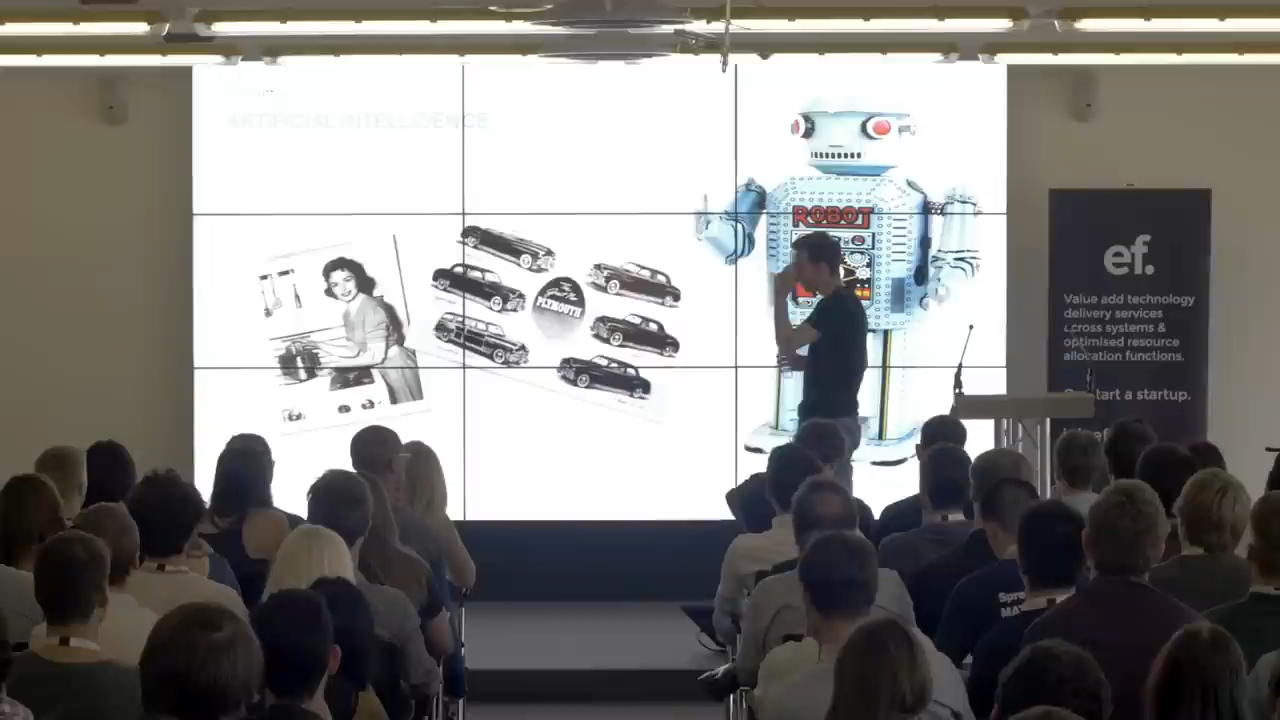 ARTIFICIAL INTELLIGENCE
ROBOT
PLYMOUTH
ef.
Value add technology
delivery services
across systems &
optimised resource
allocation functions.
start a startup.